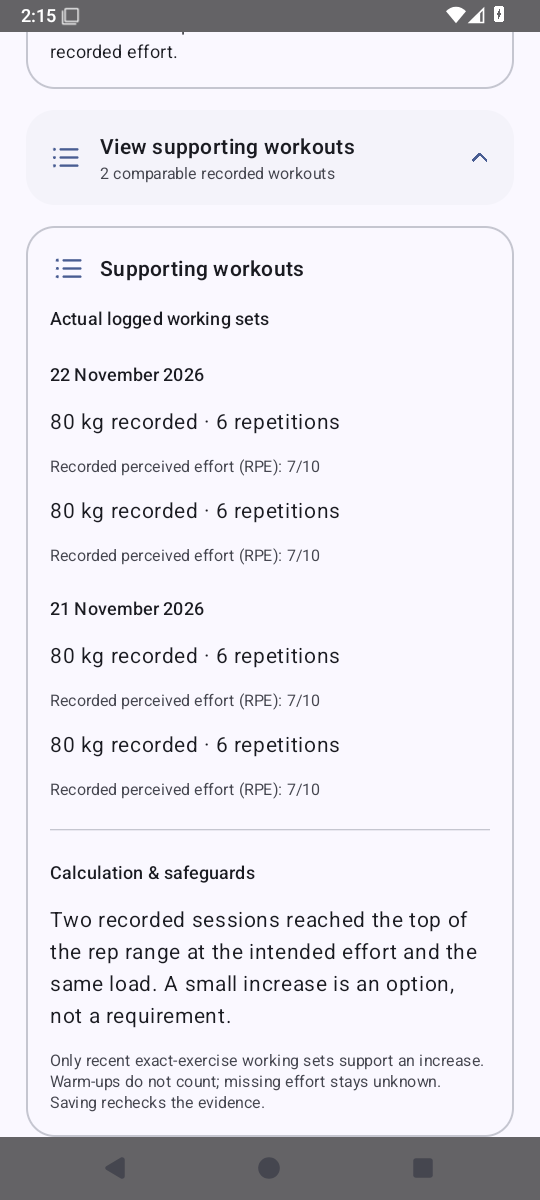 2:15
recorded effort.
View supporting workouts
2 comparable recorded workouts
Supporting workouts
Actual logged working sets
22 November 2026
80 kg recorded · 6 repetitions
Recorded perceived effort (RPE): 7/10
80 kg recorded · 6 repetitions
Recorded perceived effort (RPE): 7/10
21 November 2026
80 kg recorded · 6 repetitions
Recorded perceived effort (RPE): 7/10
80 kg recorded · 6 repetitions
Recorded perceived effort (RPE): 7/10
Calculation & safeguards
Two recorded sessions reached the top of
the rep range at the intended effort and the
same load. A small increase is an option,
not a requirement.
Only recent exact-exercise working sets support an increase.
Warm-ups do not count; missing effort stays unknown.
Saving rechecks the evidence.